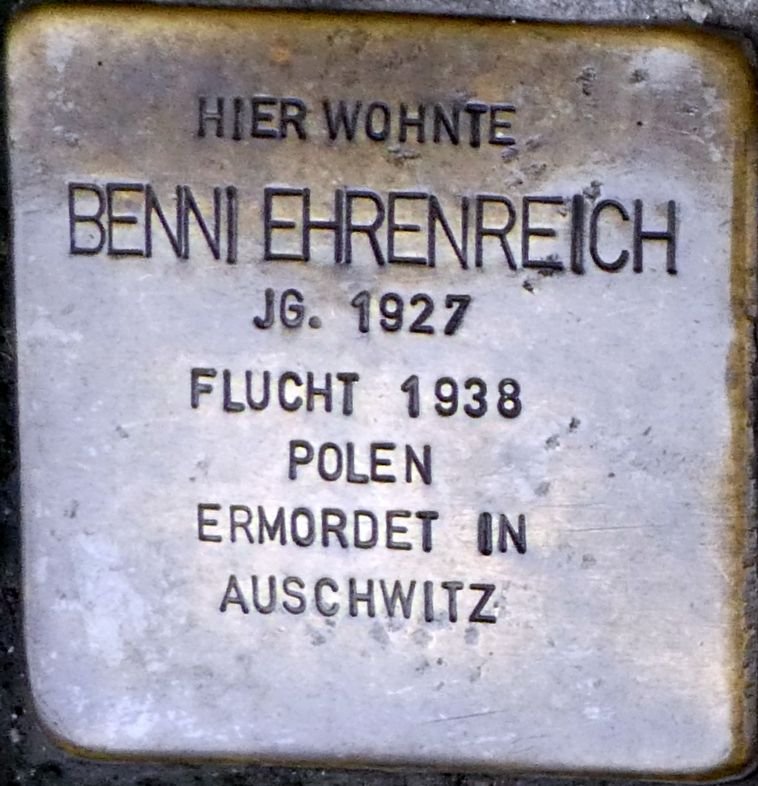 HIER WOHNTE
BENNI EHRENREICH
JG. 1927
FLUCHT 1938
POLEN
ERMORDET IN
AUSCHWITZ